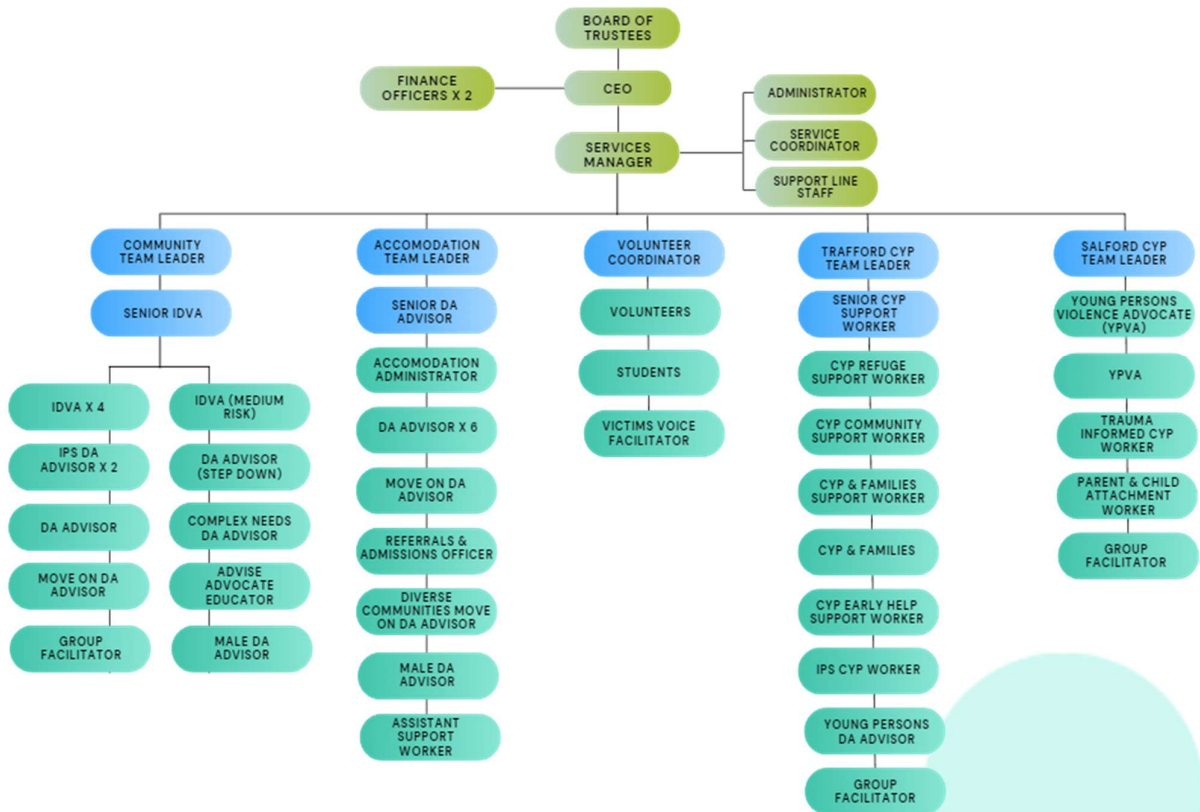 BOARD OF
TRUSTEES
FINANCE
OFFICERS X 2
CEO
ADMINISTRATOR
SERVICES
MANAGER
SERVICE
COORDINATOR
SUPPORT LINE
STAFF
COMMUNITY
TEAM LEADER
SENIOR IDVA
IDVA X 4
IPS DA
ADVISOR X 2
DA ADVISOR
MOVE ON DA
ADVISOR
GROUP
FACILITATOR
IDVA (MEDIUM
RISK)
DA ADVISOR
(STEP DOWN)
COMPLEX NEEDS
DA ADVISOR
ADVISE
ADVOCATE
EDUCATOR
MALE DA
ADVISOR
ACCOMODATION
TEAM LEADER
SENIOR DA
ADVISOR
ACCOMODATION
ADMINISTRATOR
DA ADVISOR X 6
MOVE ON DA
ADVISOR
REFERRALS &
ADMISSIONS OFFICER
DIVERSE
COMMUNITIES MOVE
ON DA ADVISOR
MALE DA
ADVISOR
ASSISTANT
SUPPORT
WORKER
VOLUNTEER
COORDINATOR
VOLUNTEERS
STUDENTS
VICTIMS VOICE
FACILITATOR
TRAFFORD CYP
TEAM LEADER
SENIOR CYP
SUPPORT
WORKER
CYP REFUGE
SUPPORT WORKER
CYP COMMUNITY
SUPPORT WORKER
CYP & FAMILIES
SUPPORT WORKER
CYP & FAMILIES
CYP EARLY HELP
SUPPORT WORKER
IPS CYP WORKER
YOUNG PERSONS
DA ADVISOR
GROUP
FACILITATOR
SALFORD CYP
TEAM LEADER
YOUNG PERSONS
VIOLENCE ADVOCATE
(YPVA)
YPVA
TRAUMA
INFORMED CYP
WORKER
PARENT & CHILD
ATTACHMENT
WORKER
GROUP
FACILITATOR